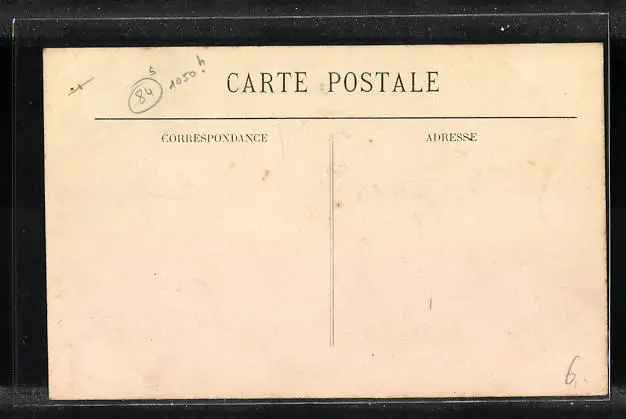 84 s 1050
CARTE POSTALE
CORRESPONDANCE ADRESSE
6.